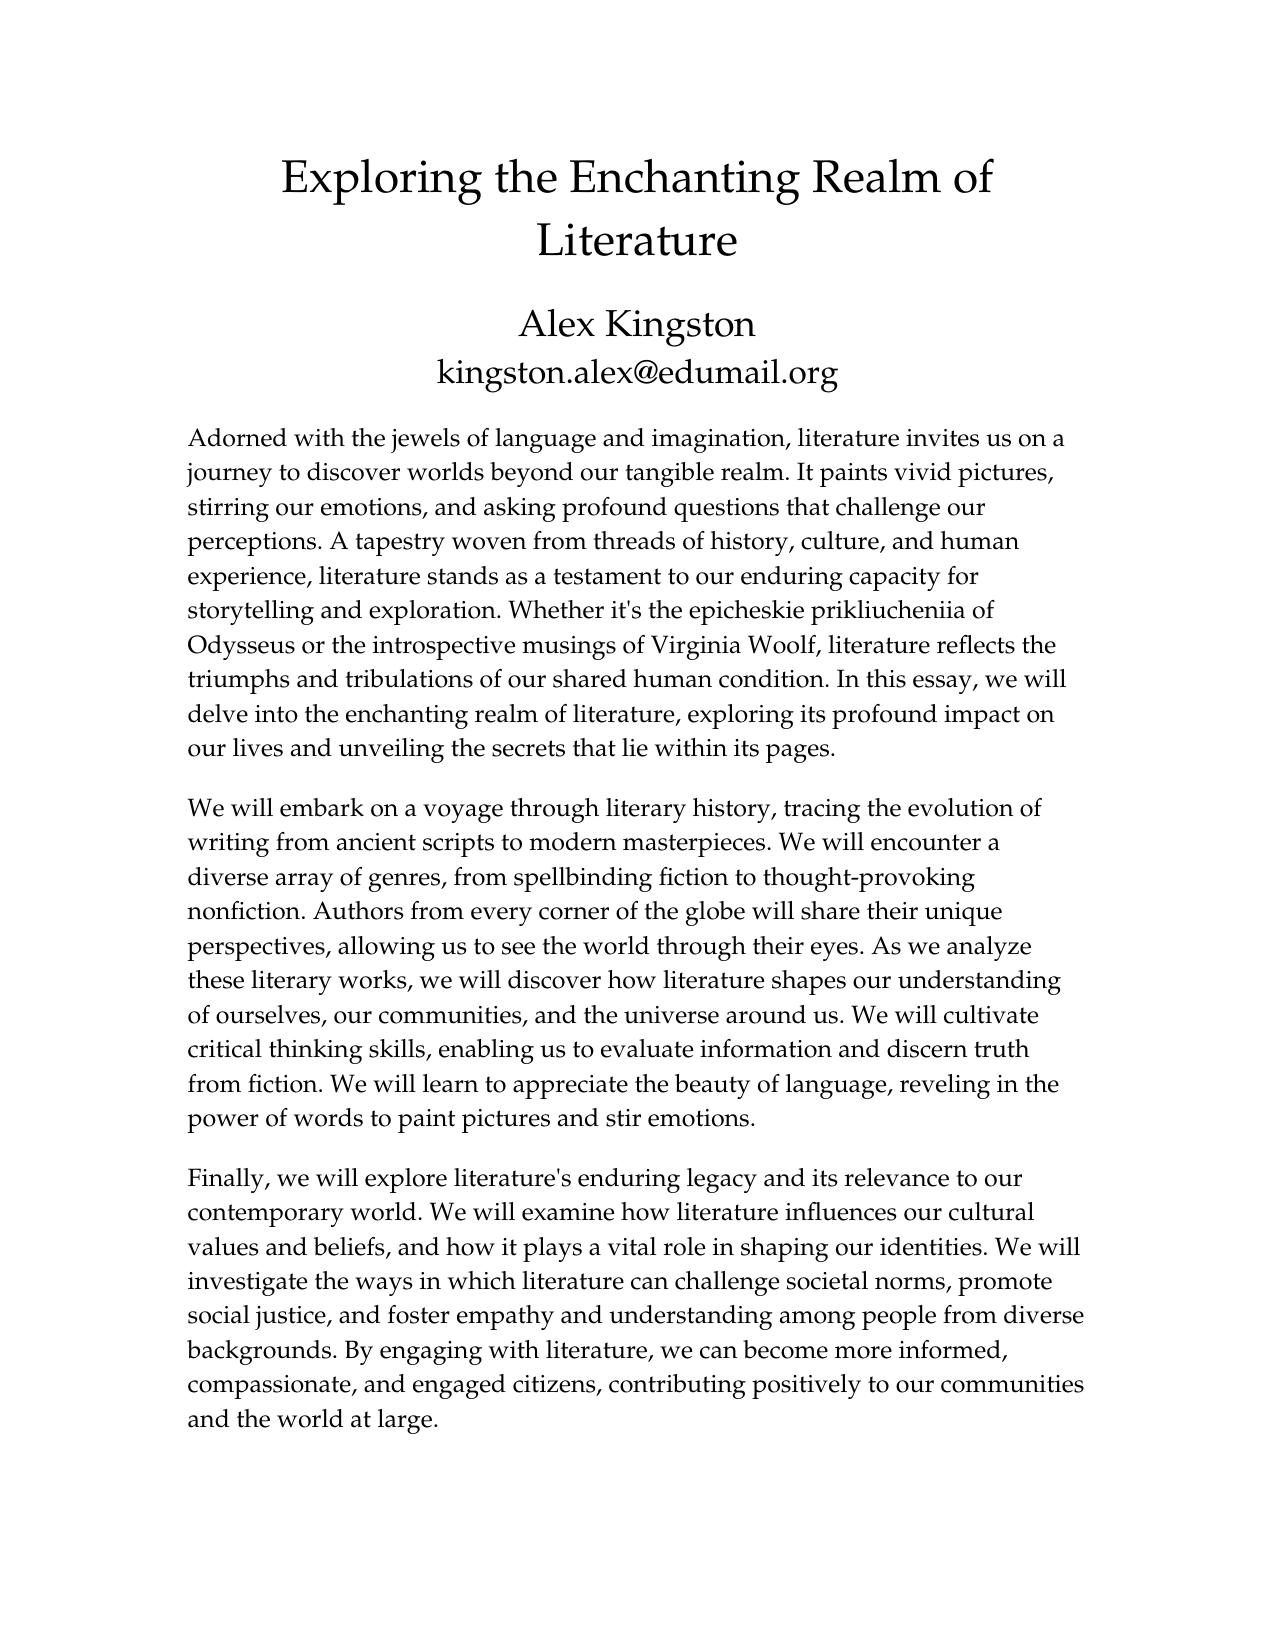 Exploring the Enchanting Realm of
Literature
Alex Kingston
kingston.alex@edumail.org
Adorned with the jewels of language and imagination, literature invites us on a
journey to discover worlds beyond our tangible realm. It paints vivid pictures,
stirring our emotions, and asking profound questions that challenge our
perceptions. A tapestry woven from threads of history, culture, and human
experience, literature stands as a testament to our enduring capacity for
storytelling and exploration. Whether it's the epicheskie prikliucheniia of
Odysseus or the introspective musings of Virginia Woolf, literature reflects the
triumphs and tribulations of our shared human condition. In this essay, we will
delve into the enchanting realm of literature, exploring its profound impact on
our lives and unveiling the secrets that lie within its pages.
We will embark on a voyage through literary history, tracing the evolution of
writing from ancient scripts to modern masterpieces. We will encounter a
diverse array of genres, from spellbinding fiction to thought-provoking
nonfiction. Authors from every corner of the globe will share their unique
perspectives, allowing us to see the world through their eyes. As we analyze
these literary works, we will discover how literature shapes our understanding
of ourselves, our communities, and the universe around us. We will cultivate
critical thinking skills, enabling us to evaluate information and discern truth
from fiction. We will learn to appreciate the beauty of language, reveling in the
power of words to paint pictures and stir emotions.
Finally, we will explore literature's enduring legacy and its relevance to our
contemporary world. We will examine how literature influences our cultural
values and beliefs, and how it plays a vital role in shaping our identities. We will
investigate the ways in which literature can challenge societal norms, promote
social justice, and foster empathy and understanding among people from diverse
backgrounds. By engaging with literature, we can become more informed,
compassionate, and engaged citizens, contributing positively to our communities
and the world at large.